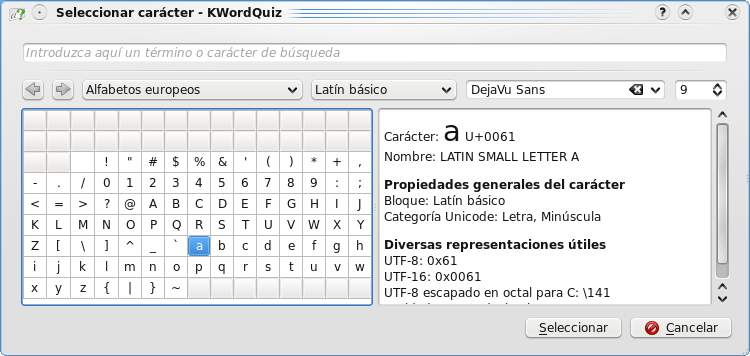 Seleccionar carácter - KWordQuiz
Introduzca aquí un término o carácter de búsqueda
Alfabetos europeos
Latín básico
DejaVu Sans
9
! " # $ % & ' ( ) * + ,
- . / 0 1 2 3 4 5 6 7 8 9 : ;
< = > ? @ A B C D E F G H I J
K L M N O P Q R S T U V W X Y
Z [ \ ] ^ _ ` a b c d e f g h
i j k l m n o p q r s t u v w
x y z { | } ~
Carácter: a U+0061
Nombre: LATIN SMALL LETTER A
Propiedades generales del carácter
Bloque: Latín básico
Categoría Unicode: Letra, Minúscula
Diversas representaciones útiles
UTF-8: 0x61
UTF-16: 0x0061
UTF-8 escapado en octal para C: \141
Seleccionar
Cancelar